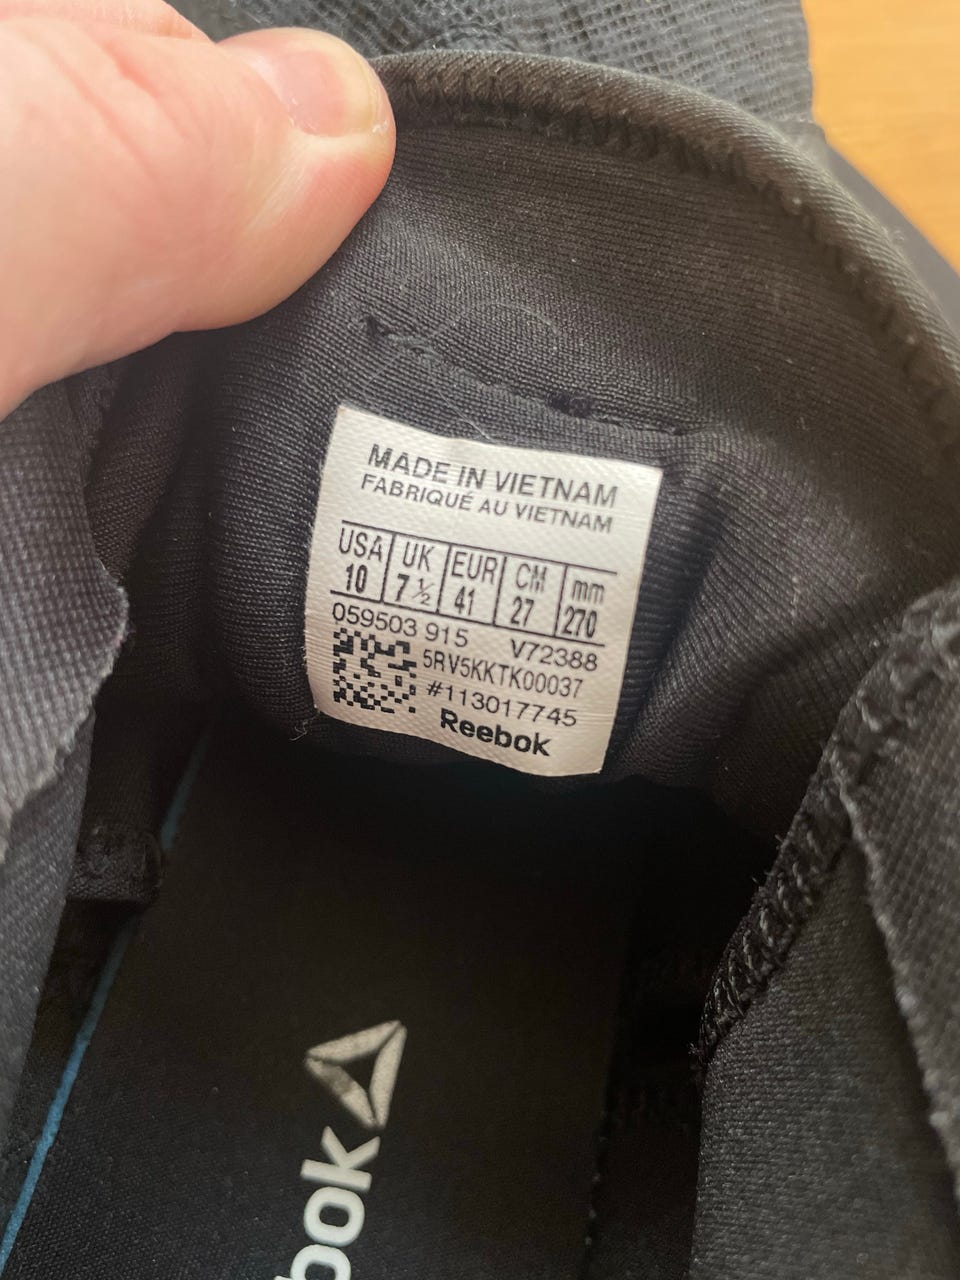 MADE IN VIETNAM
FABRIQUÉ AU VIETNAM
USA UK EUR CM mm
10 7 ½ 41 27 270
059503 915 V72388
5RV5KKTK00037
#113017745
Reebok
bok